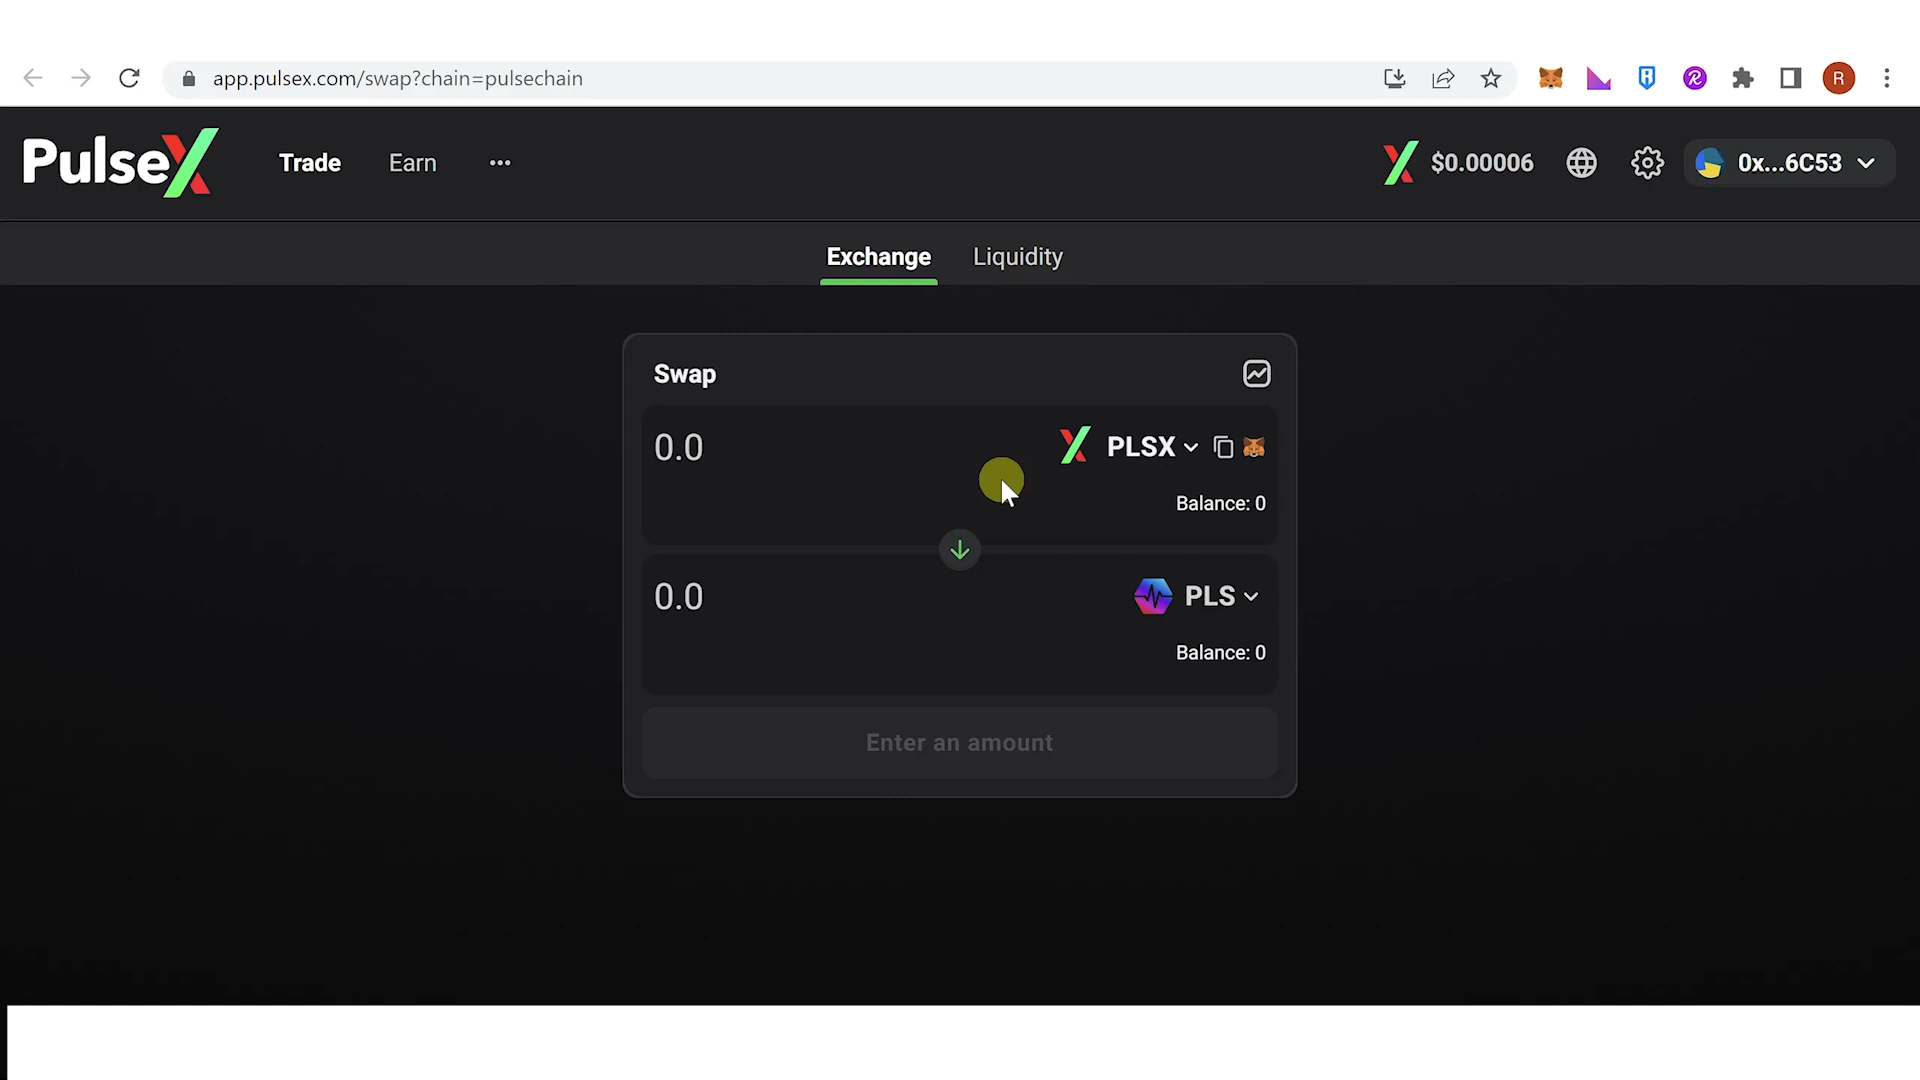 app.pulsex.com/swap?chain=pulsechain
R
PulseX
Trade
Earn
$0.00006
0x...6C53
Exchange
Liquidity
Swap
0.0
PLSX
Balance: 0
0.0
PLS
Balance: 0
Enter an amount